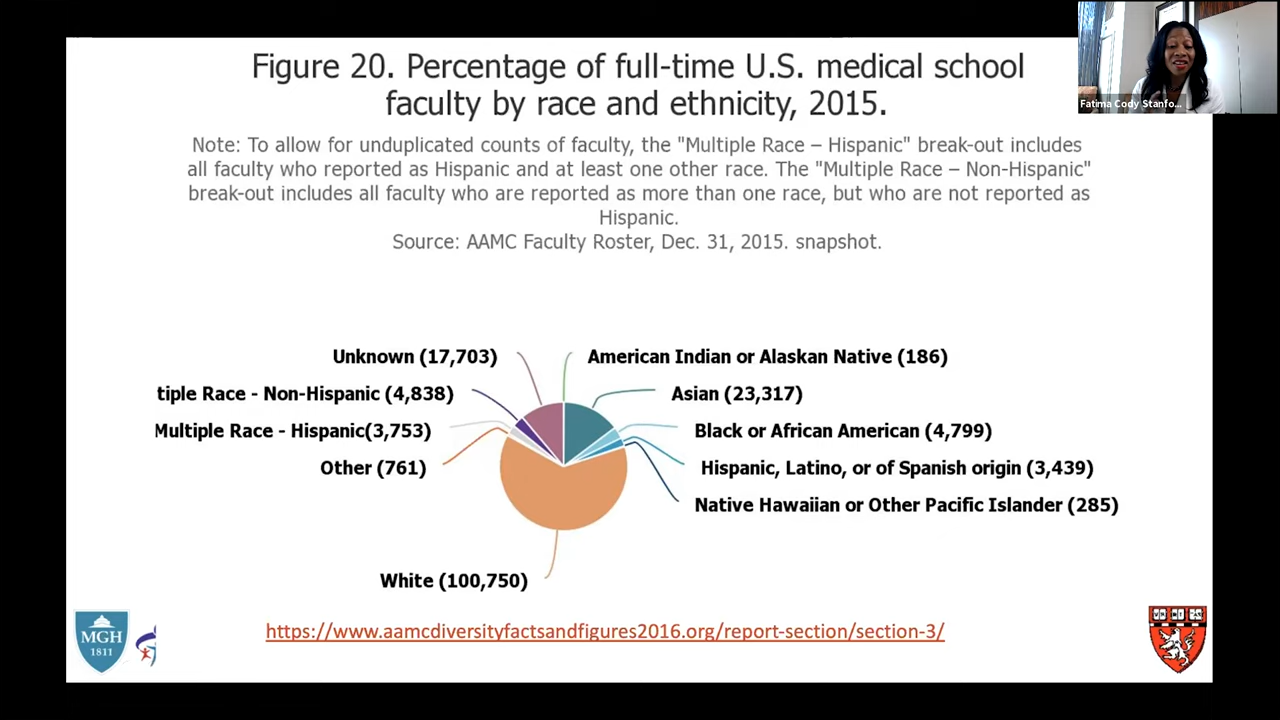 Figure 20. Percentage of full-time U.S. medical school
faculty by race and ethnicity, 2015.
Note: To allow for unduplicated counts of faculty, the "Multiple Race – Hispanic" break-out includes
all faculty who reported as Hispanic and at least one other race. The "Multiple Race – Non-Hispanic"
break-out includes all faculty who are reported as more than one race, but who are not reported as
Hispanic.
Source: AAMC Faculty Roster, Dec. 31, 2015. snapshot.
Fatima Cody Stanfo...
Unknown (17,703)
American Indian or Alaskan Native (186)
tiple Race - Non-Hispanic (4,838)
Asian (23,317)
Multiple Race - Hispanic(3,753)
Black or African American (4,799)
Other (761)
Hispanic, Latino, or of Spanish origin (3,439)
Native Hawaiian or Other Pacific Islander (285)
White (100,750)
https://www.aamcdiversityfactsandfigures2016.org/report-section/section-3/
MGH
1811